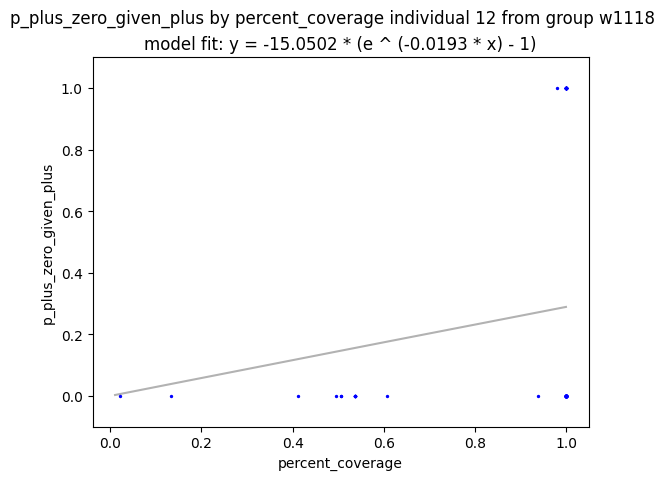 p_plus_zero_given_plus by percent_coverage individual 12 from group w1118
model fit: y = -15.0502 * (e ^ (-0.0193 * x) - 1)
1.0
0.8
0.6
0.4
0.2
0.0
p_plus_zero_given_plus
0.0 0.2 0.4 0.6 0.8 1.0
percent_coverage